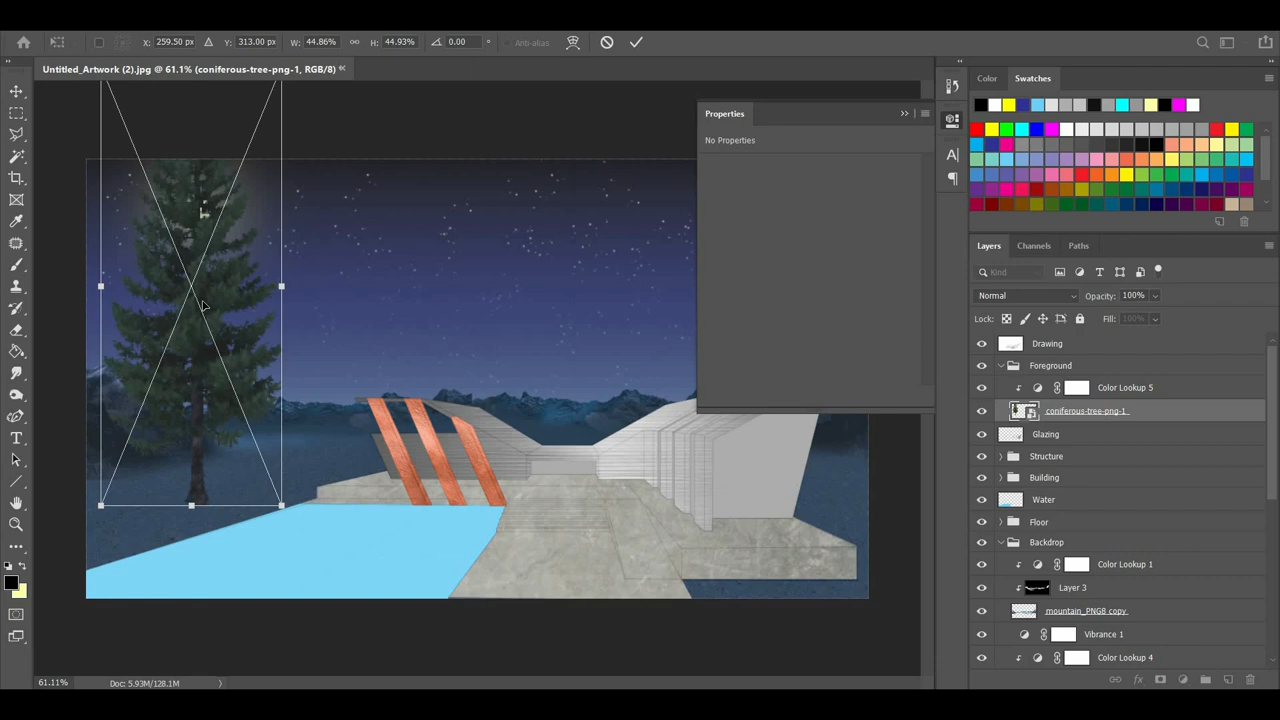 X: 259.50 px Y: 313.00 px W: 44.86% H: 44.93% 0.00 ° Anti-alias
Untitled_Artwork (2).jpg @ 61.1% (coniferous-tree-png-1, RGB/8)
Color Swatches
Properties
No Properties
Layers Channels Paths
Kind
Normal Opacity: 100%
Lock: Fill: 100%
Drawing
Foreground
Color Lookup 5
coniferous-tree-png-1
Glazing
Structure
Building
Water
Floor
Backdrop
Color Lookup 1
Layer 3
mountain_PNG8 copy
Vibrance 1
Color Lookup 4
61.11% Doc: 5.93M/128.1M